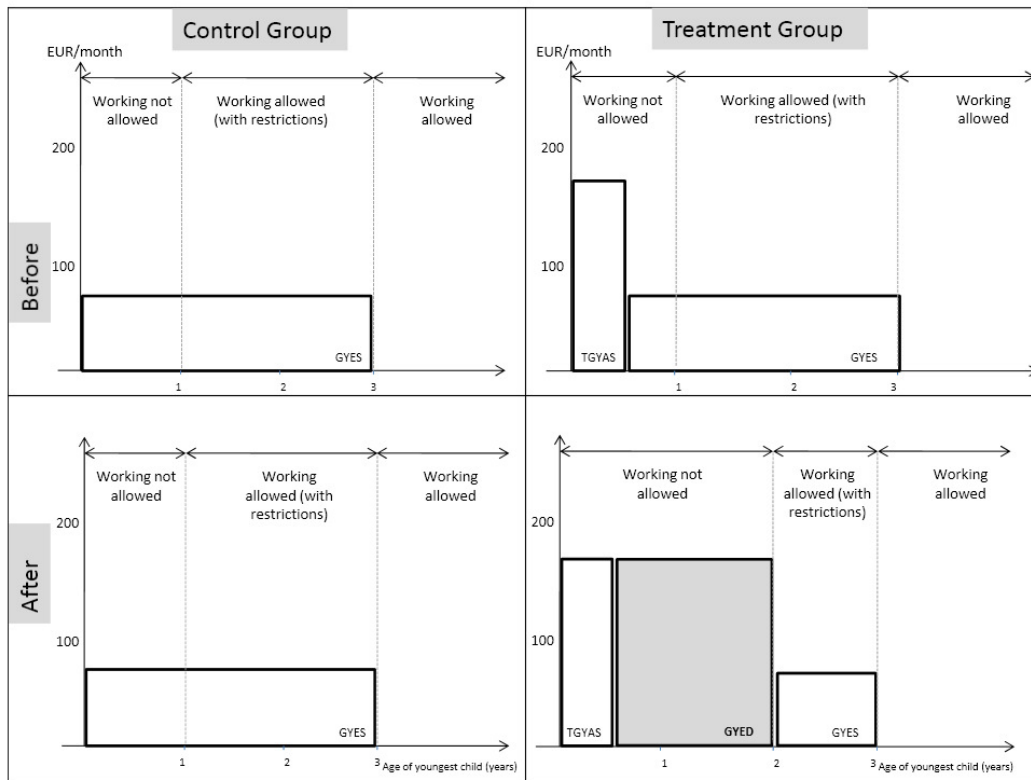 Control Group
EUR/month
Working not
allowed
Working allowed
(with restrictions)
Working
allowed
200
100
GYES
1
2
3
Before
Treatment Group
EUR/month
Working not
allowed
Working allowed (with
restrictions)
Working
allowed
200
100
TGYAS
GYES
1
2
3
After
Working not
allowed
Working
allowed (with
restrictions)
Working
allowed
200
100
GYES
1
2
3
Age of youngest child (years)
Working not
allowed
Working
allowed (with
restrictions)
Working
allowed
200
100
TGYAS
GYED
GYES
1
2
3
Age of youngest child (years)